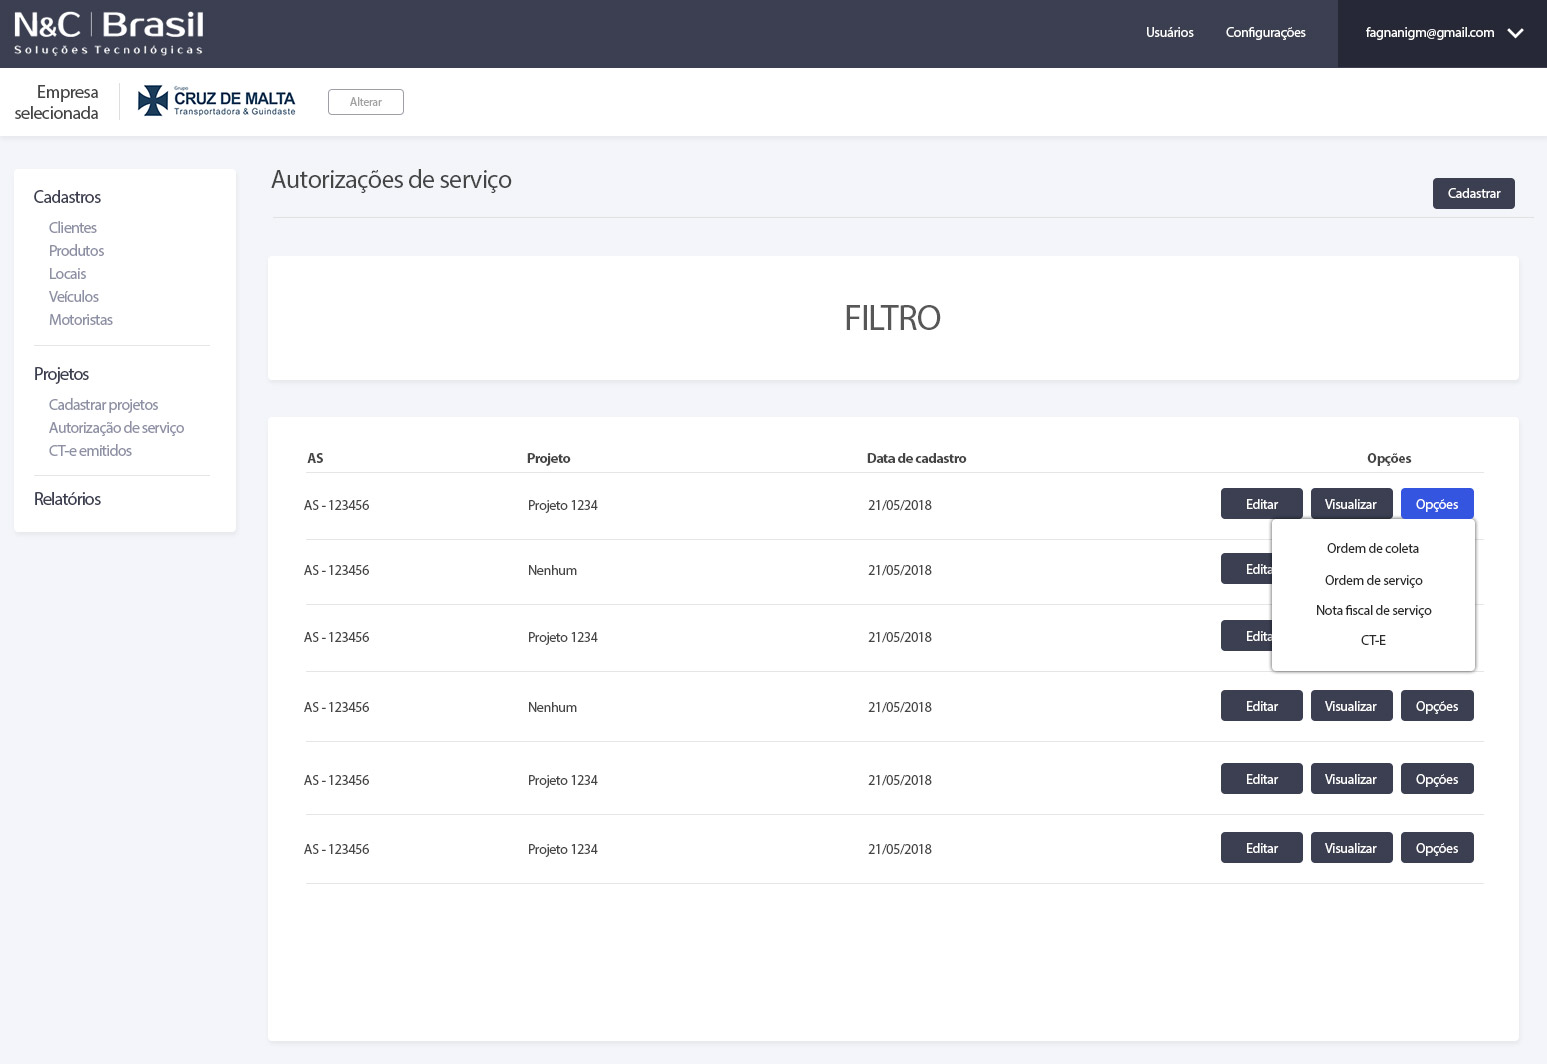 N&C | Brasil
Soluções Tecnológicas
Usuários
Configurações
fagnanigm@gmail.com
Empresa
selecionada
Grupo
CRUZ DE MALTA
Transportadora & Guindaste
Alterar
Cadastros
Clientes
Produtos
Locais
Veículos
Motoristas
Projetos
Cadastrar projetos
Autorização de serviço
CT-e emitidos
Relatórios
Autorizações de serviço
Cadastrar
FILTRO
AS Projeto Data de cadastro Opções
AS - 123456 Projeto 1234 21/05/2018 Editar Visualizar Opções
Ordem de coleta
Ordem de serviço
Nota fiscal de serviço
CT-E
AS - 123456 Nenhum 21/05/2018 Edita
AS - 123456 Projeto 1234 21/05/2018 Edita
AS - 123456 Nenhum 21/05/2018 Editar Visualizar Opções
AS - 123456 Projeto 1234 21/05/2018 Editar Visualizar Opções
AS - 123456 Projeto 1234 21/05/2018 Editar Visualizar Opções